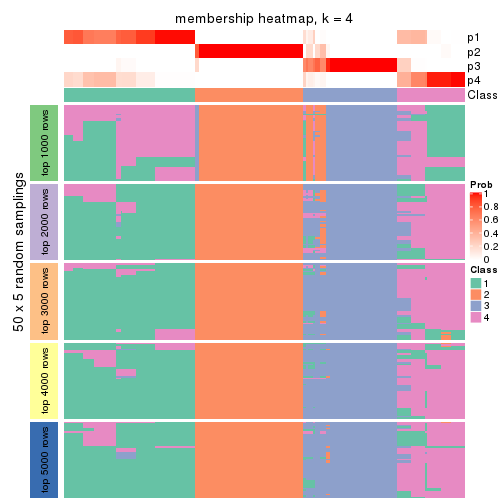 membership heatmap, k = 4
p1
p2
p3
p4
Class
50 x 5 random samplings
top 1000 rows
top 2000 rows
top 3000 rows
top 4000 rows
top 5000 rows
Prob
1
0.8
0.6
0.4
0.2
0
Class
1
2
3
4